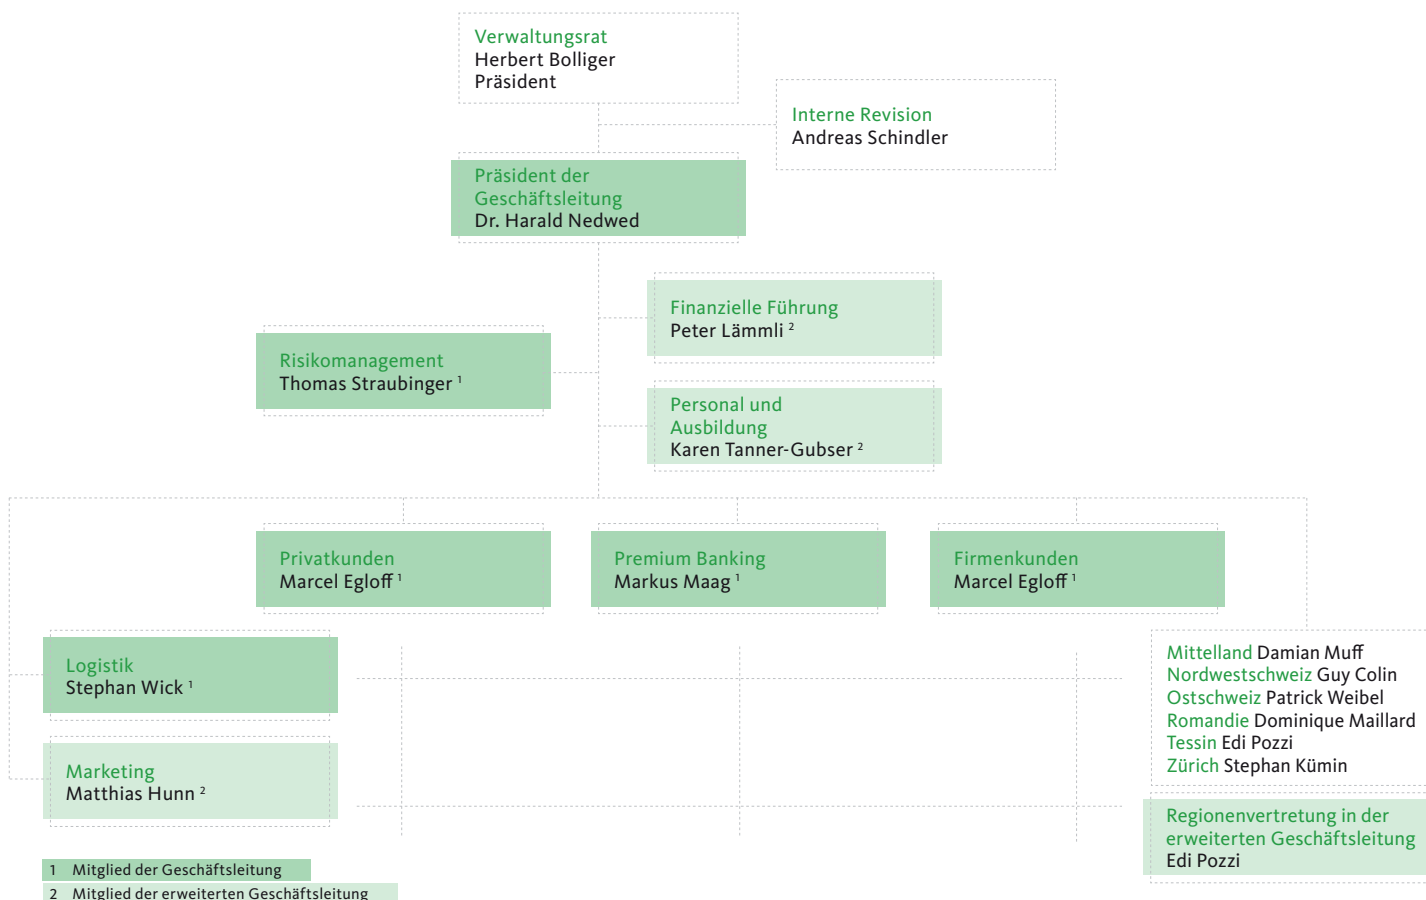 Verwaltungsrat
Herbert Bolliger
Präsident
Interne Revision
Andreas Schindler
Präsident der
Geschäftsleitung
Dr. Harald Nedwed
Finanzielle Führung
Peter Lämmli ²
Risikomanagement
Thomas Straubinger ¹
Personal und
Ausbildung
Karen Tanner-Gubser ²
Privatkunden
Marcel Egloff ¹
Premium Banking
Markus Maag ¹
Firmenkunden
Marcel Egloff ¹
Logistik
Stephan Wick ¹
Marketing
Matthias Hunn ²
Mittelland Damian Muff
Nordwestschweiz Guy Colin
Ostschweiz Patrick Weibel
Romandie Dominique Maillard
Tessin Edi Pozzi
Zürich Stephan Kümin
Regionenvertretung in der
erweiterten Geschäftsleitung
Edi Pozzi
1 Mitglied der Geschäftsleitung
2 Mitglied der erweiterten Geschäftsleitung